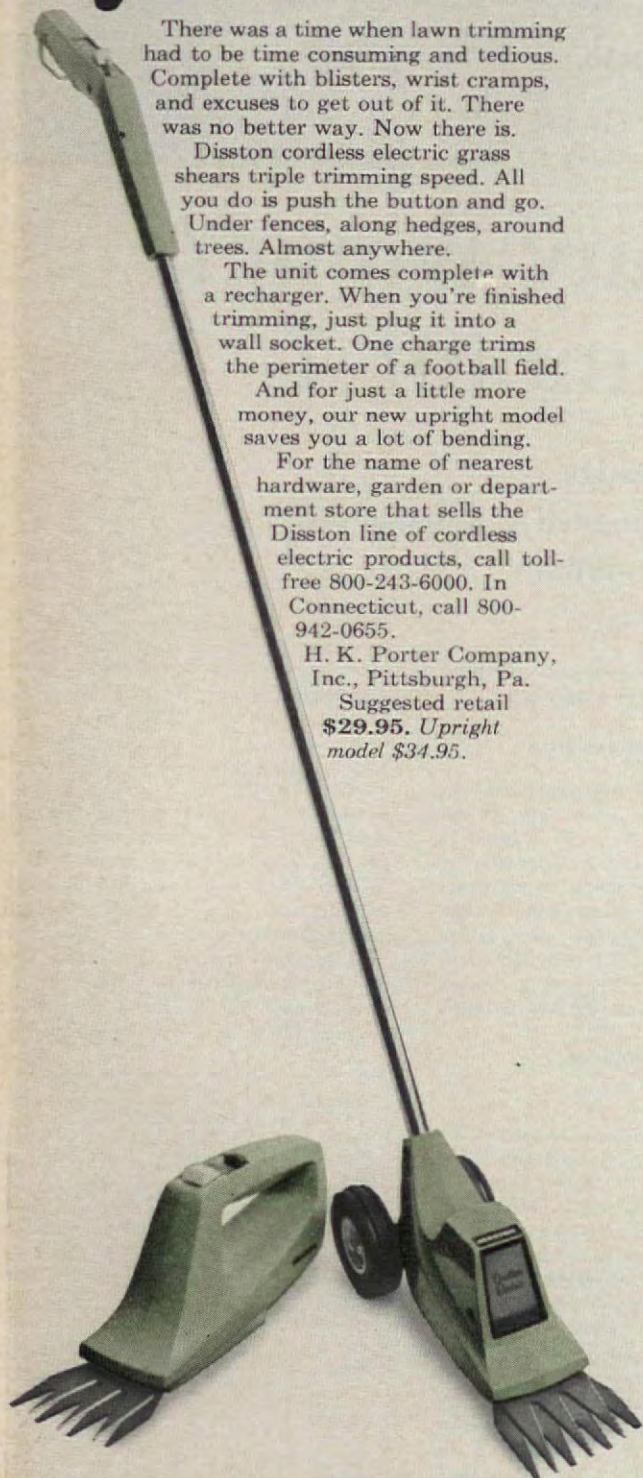 There was a time when lawn trimming
had to be time consuming and tedious.
Complete with blisters, wrist cramps,
and excuses to get out of it. There
was no better way. Now there is.
Disston cordless electric grass
shears triple trimming speed. All
you do is push the button and go.
Under fences, along hedges, around
trees. Almost anywhere.
The unit comes complete with
a recharger. When you're finished
trimming, just plug it into a
wall socket. One charge trims
the perimeter of a football field.
And for just a little more
money, our new upright model
saves you a lot of bending.
For the name of nearest
hardware, garden or depart-
ment store that sells the
Disston line of cordless
electric products, call toll-
free 800-243-6000. In
Connecticut, call 800-
942-0655.
H. K. Porter Company,
Inc., Pittsburgh, Pa.
Suggested retail
$29.95. Upright
model $34.95.